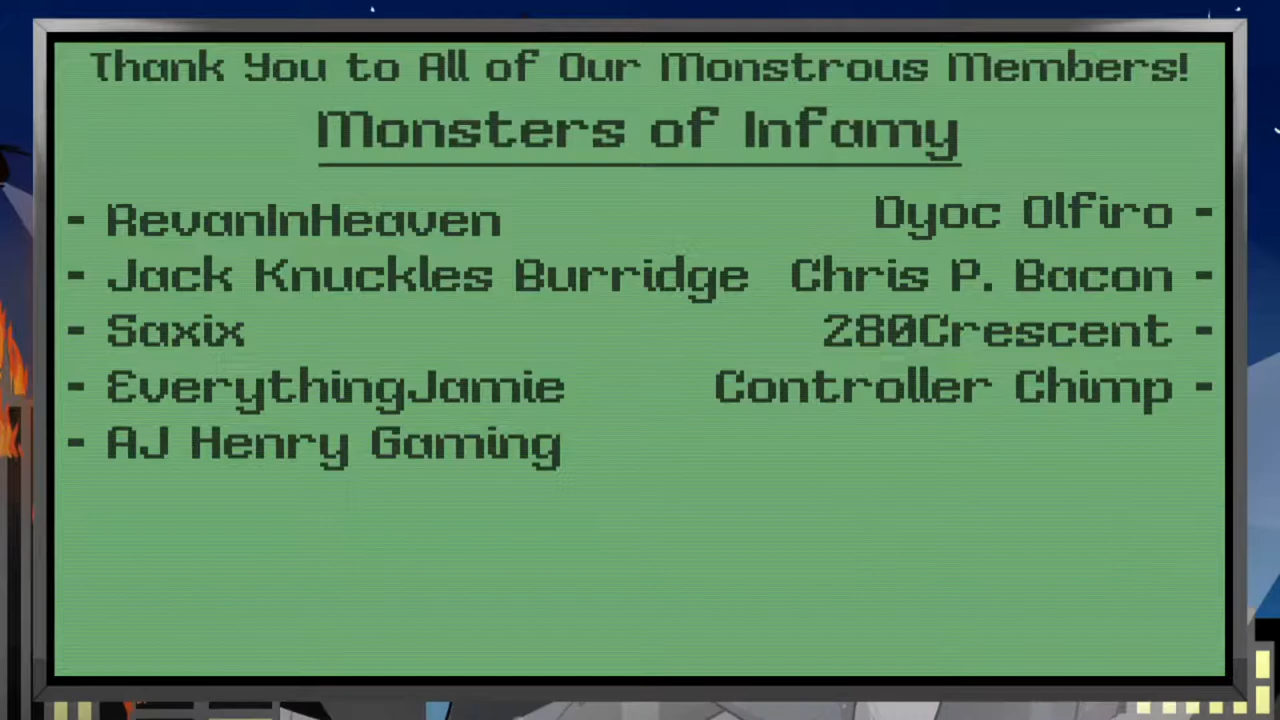 Thank You to All of Our Monstrous Members!
Monsters of Infamy
- RevanInHeaven
- Jack Knuckles Burridge
- Saxix
- EverythingJamie
- AJ Henry Gaming
Dyoc Olfiro -
Chris P. Bacon -
280Crescent -
Controller Chimp -